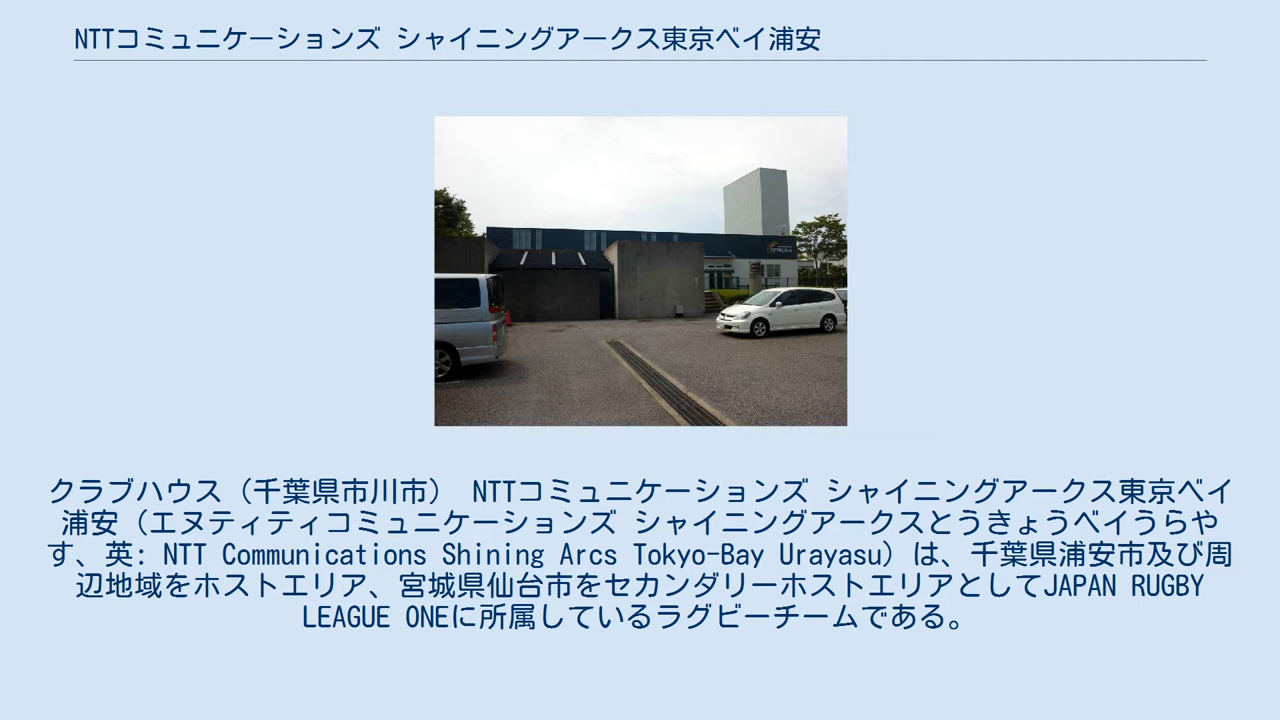 NTTコミュニケーションズ シャイニングアークス東京ベイ浦安
クラブハウス（千葉県市川市） NTTコミュニケーションズ シャイニングアークス東京ベイ
浦安（エヌティティコミュニケーションズ シャイニングアークスとうきょうベイうらや
す、英: NTT Communications Shining Arcs Tokyo-Bay Urayasu）は、千葉県浦安市及び周
辺地域をホストエリア、宮城県仙台市をセカンダリーホストエリアとしてJAPAN RUGBY
LEAGUE ONEに所属しているラグビーチームである。